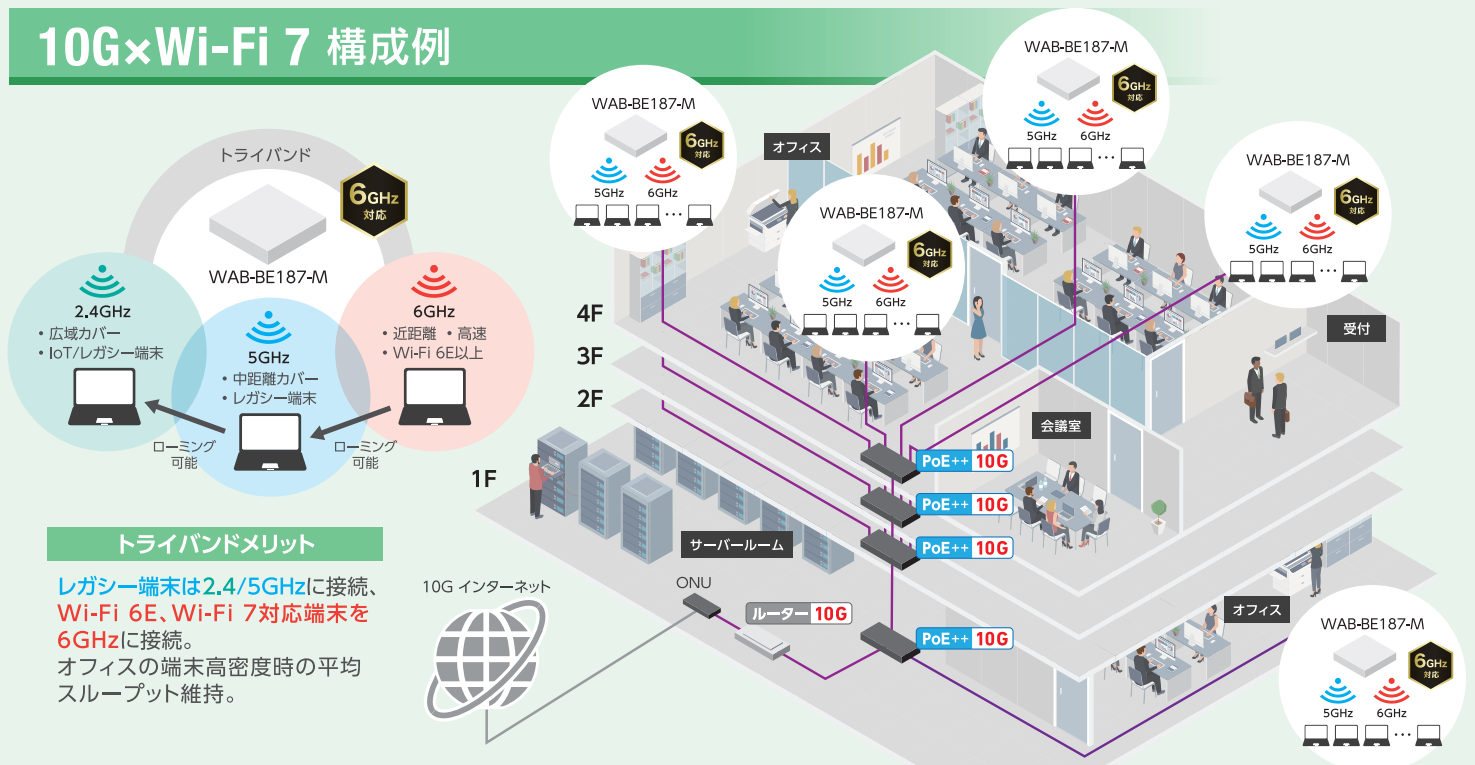 10G×Wi-Fi 7 構成例
トライバンド
6GHz
対応
WAB-BE187-M
2.4GHz
・広域カバー
・IoT/レガシー端末
5GHz
・中距離カバー
・レガシー端末
6GHz
・近距離 ・高速
・Wi-Fi 6E以上
ローミング
可能
ローミング
可能
トライバンドメリット
レガシー端末は2.4/5GHzに接続、
Wi-Fi 6E、Wi-Fi 7対応端末を
6GHzに接続。
オフィスの端末高密度時の平均
スループット維持。
WAB-BE187-M
6GHz
対応
5GHz 6GHz
…
オフィス
WAB-BE187-M
6GHz
対応
5GHz 6GHz
…
WAB-BE187-M
6GHz
対応
5GHz 6GHz
…
WAB-BE187-M
6GHz
対応
5GHz 6GHz
…
受付
4F
3F
2F
1F
会議室
PoE++ 10G
PoE++ 10G
PoE++ 10G
サーバールーム
10G インターネット
ONU
ルーター 10G
PoE++ 10G
オフィス
WAB-BE187-M
6GHz
対応
5GHz 6GHz
…